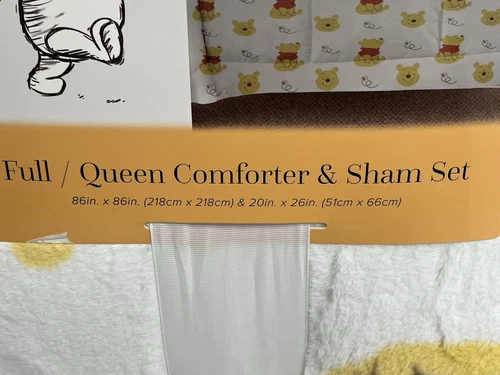 Full / Queen Comforter & Sham Set
86in. x 86in. (218cm x 218cm) & 20in. x 26in. (51cm x 66cm)